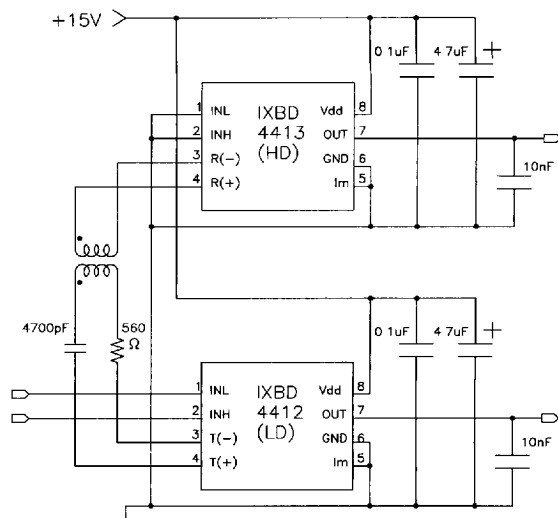 +15V
0.1uF 4.7uF +
1 INL IXBD Vdd 8
2 INH 4413 OUT 7
3 R(-) (HD) GND 6
4 R(+) Im 5
10nF
4700pF 560 Ω
0.1uF 4.7uF +
1 INL IXBD Vdd 8
2 INH 4412 OUT 7
3 T(-) (LD) GND 6
4 T(+) Im 5
10nF